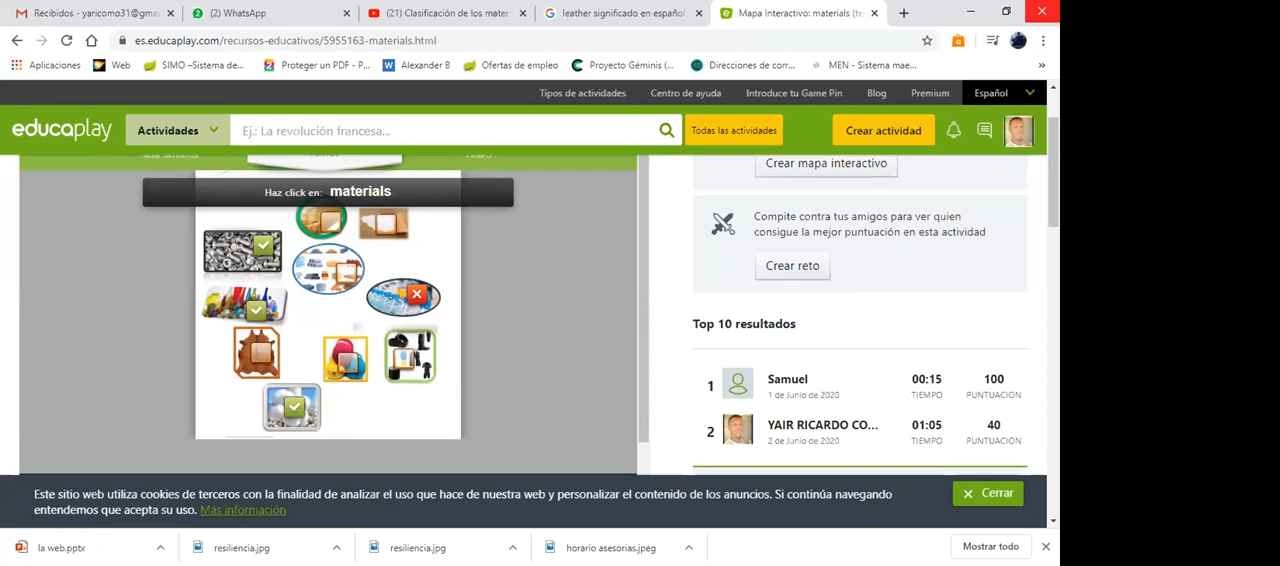 Recibidos - yaricomo31@gma
(2) WhatsApp
(21) Clasificación de los mater
leather significado en español
Mapa Interactivo: materials (te
es.educaplay.com/recursos-educativos/5955163-materials.html
Aplicaciones
Web
SIMO –Sistema de...
Proteger un PDF - P...
Alexander B
Ofertas de empleo
Proyecto Géminis (...
Direcciones de corr...
MEN - Sistema mae...
»
Tipos de actividades
Centro de ayuda
Introduce tu Game Pin
Blog
Premium
Español
educaplay
Actividades
Ej.: La revolución francesa...
Todas las actividades
Crear actividad
Haz click en: materials
Crear mapa interactivo
Compite contra tus amigos para ver quien
consigue la mejor puntuación en esta actividad
Crear reto
Top 10 resultados
1 Samuel 00:15 100
1 de Junio de 2020 TIEMPO PUNTUACIÓN
2 YAIR RICARDO CO... 01:05 40
2 de Junio de 2020 TIEMPO PUNTUACIÓN
Este sitio web utiliza cookies de terceros con la finalidad de analizar el uso que hace de nuestra web y personalizar el contenido de los anuncios. Si continúa navegando
entendemos que acepta su uso. Más información
Cerrar
la web.pptx
resiliencia.jpg
resiliencia.jpg
horario asesorias.jpeg
Mostrar todo